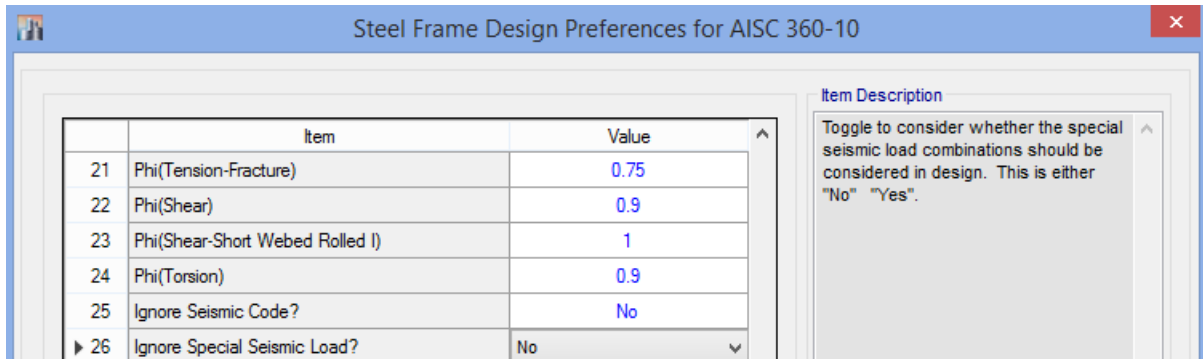 Steel Frame Design Preferences for AISC 360-10
Item Value
21 Phi(Tension-Fracture) 0.75
22 Phi(Shear) 0.9
23 Phi(Shear-Short Webed Rolled I) 1
24 Phi(Torsion) 0.9
25 Ignore Seismic Code? No
26 Ignore Special Seismic Load? No
Item Description
Toggle to consider whether the special
seismic load combinations should be
considered in design. This is either
"No" "Yes".